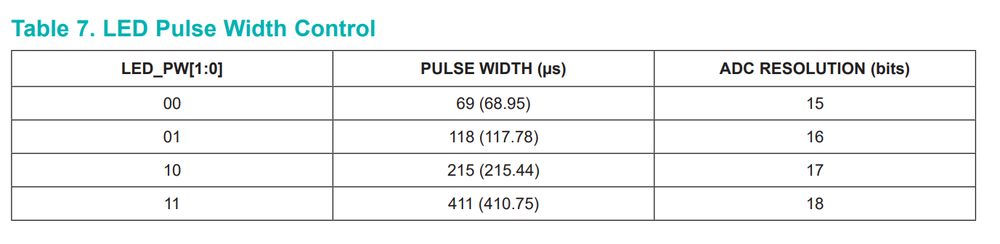 Table 7. LED Pulse Width Control
LED_PW[1:0] PULSE WIDTH (µs) ADC RESOLUTION (bits)
00 69 (68.95) 15
01 118 (117.78) 16
10 215 (215.44) 17
11 411 (410.75) 18